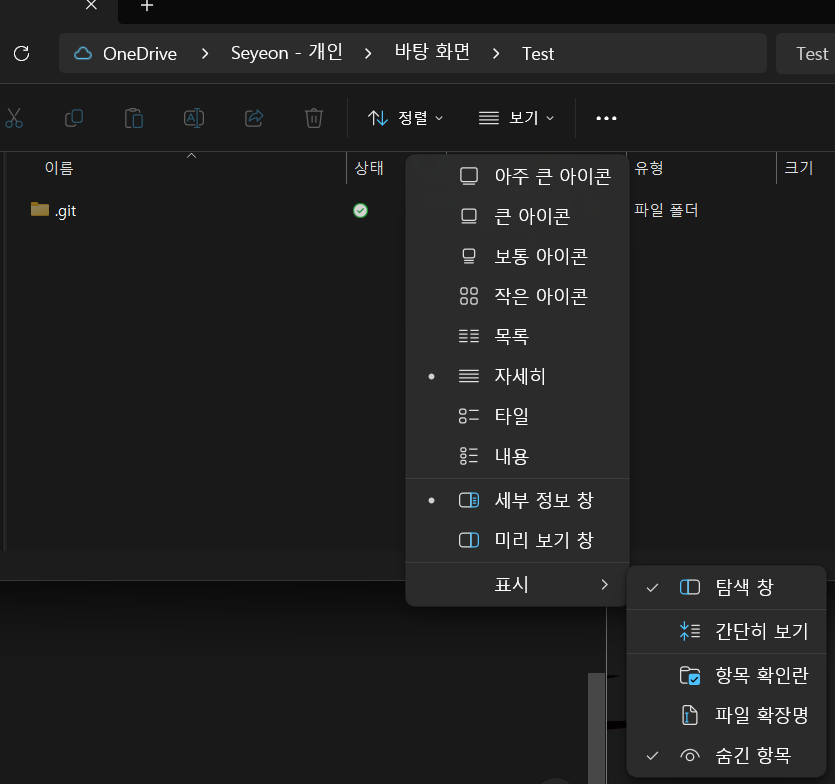 OneDrive > Seyeon - 개인 > 바탕 화면 > Test
Test
정렬
보기
이름
상태
유형
크기
.git
파일 폴더
아주 큰 아이콘
큰 아이콘
보통 아이콘
작은 아이콘
목록
자세히
타일
내용
세부 정보 창
미리 보기 창
표시
탐색 창
간단히 보기
항목 확인란
파일 확장명
숨긴 항목